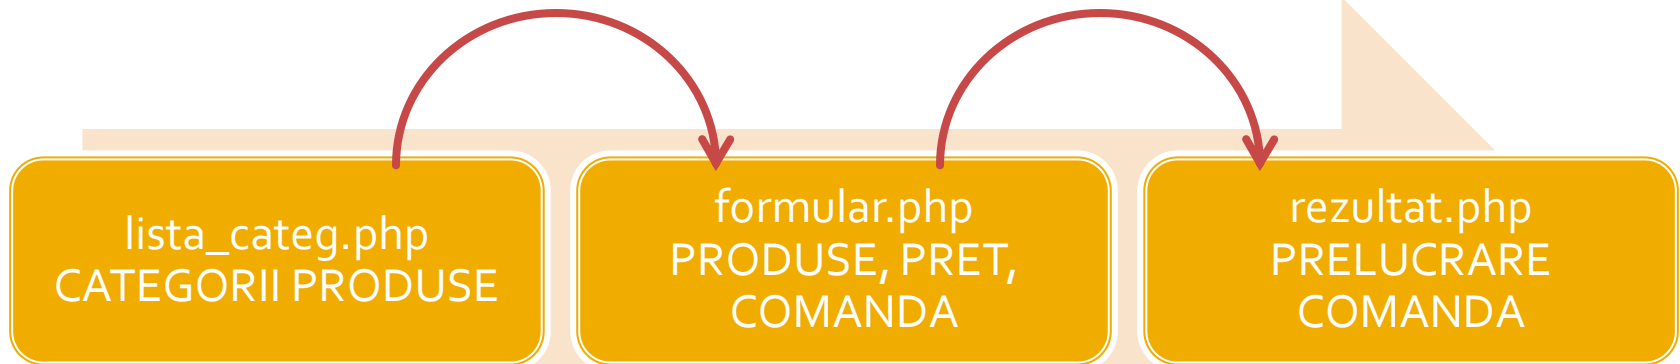 lista_categ.php
CATEGORII PRODUSE
formular.php
PRODUSE, PRET,
COMANDA
rezultat.php
PRELUCRARE
COMANDA